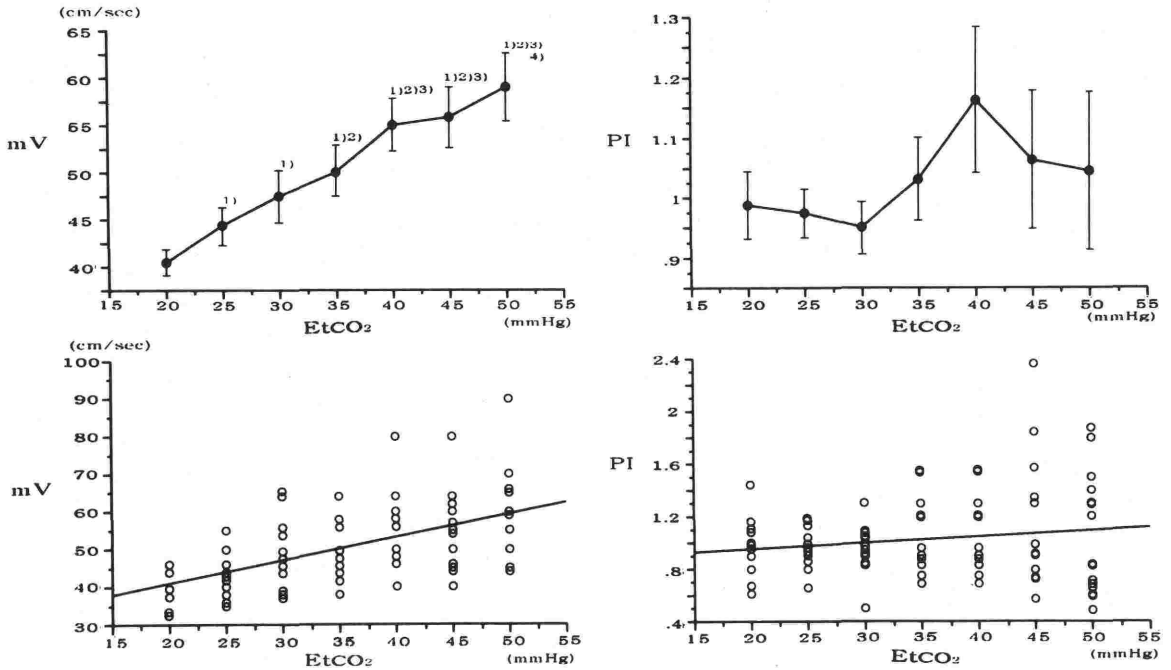 (cm/sec)
65
60
55
50
45
40
mV
1)
1)
1)2)
1)2)3)
1)2)3)
1)2)3)
4)
15 20 25 30 35 40 45 50 55
EtCO₂ (mmHg)
1.3
1.2
1.1
1
.9
PI
15 20 25 30 35 40 45 50 55
EtCO₂ (mmHg)
(cm/sec)
100
90
80
70
60
50
40
30
mV
15 20 25 30 35 40 45 50 55
EtCO₂ (mmHg)
2.4
2
1.6
1.2
.8
.4
PI
15 20 25 30 35 40 45 50 55
EtCO₂ (mmHg)